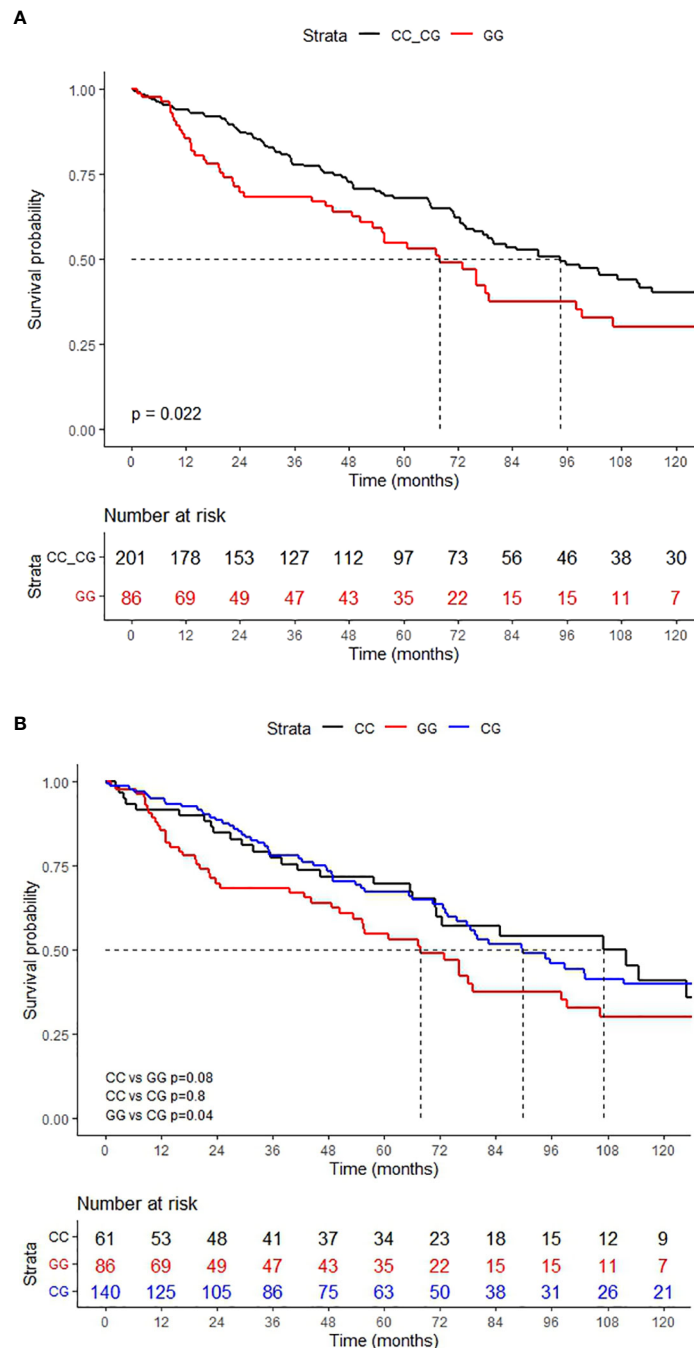 A
Strata CC_CG GG
Survival probability
1.00
0.75
0.50
0.25
0.00
p = 0.022
0 12 24 36 48 60 72 84 96 108 120
Time (months)
Number at risk
Strata
CC_CG 201 178 153 127 112 97 73 56 46 38 30
GG 86 69 49 47 43 35 22 15 15 11 7
0 12 24 36 48 60 72 84 96 108 120
Time (months)
B
Strata CC GG CG
Survival probability
1.00
0.75
0.50
0.25
0.00
CC vs GG p=0.08
CC vs CG p=0.8
GG vs CG p=0.04
0 12 24 36 48 60 72 84 96 108 120
Time (months)
Number at risk
Strata
CC 61 53 48 41 37 34 23 18 15 12 9
GG 86 69 49 47 43 35 22 15 15 11 7
CG 140 125 105 86 75 63 50 38 31 26 21
0 12 24 36 48 60 72 84 96 108 120
Time (months)